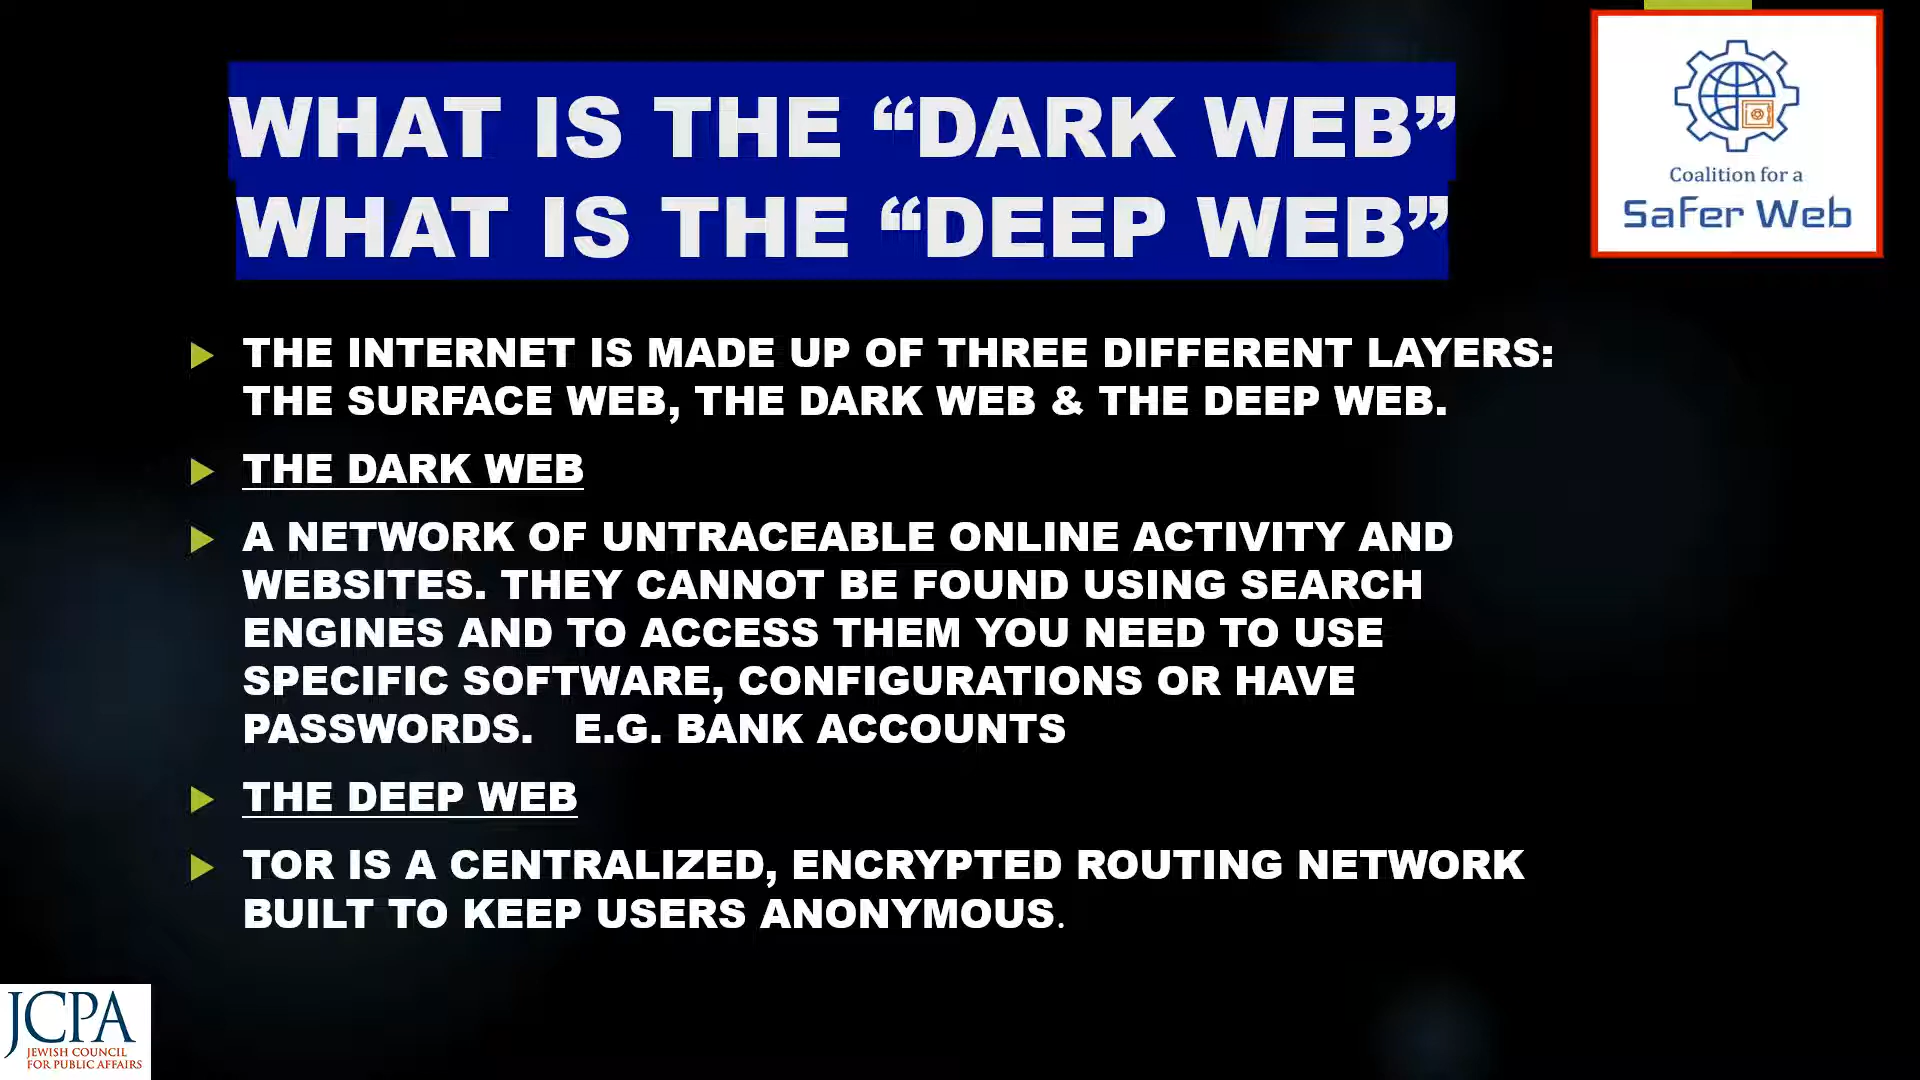 WHAT IS THE “DARK WEB”
WHAT IS THE “DEEP WEB”
Coalition for a
Safer Web
THE INTERNET IS MADE UP OF THREE DIFFERENT LAYERS:
THE SURFACE WEB, THE DARK WEB & THE DEEP WEB.
THE DARK WEB
A NETWORK OF UNTRACEABLE ONLINE ACTIVITY AND
WEBSITES. THEY CANNOT BE FOUND USING SEARCH
ENGINES AND TO ACCESS THEM YOU NEED TO USE
SPECIFIC SOFTWARE, CONFIGURATIONS OR HAVE
PASSWORDS. E.G. BANK ACCOUNTS
THE DEEP WEB
TOR IS A CENTRALIZED, ENCRYPTED ROUTING NETWORK
BUILT TO KEEP USERS ANONYMOUS.
JCPA
JEWISH COUNCIL
FOR PUBLIC AFFAIRS